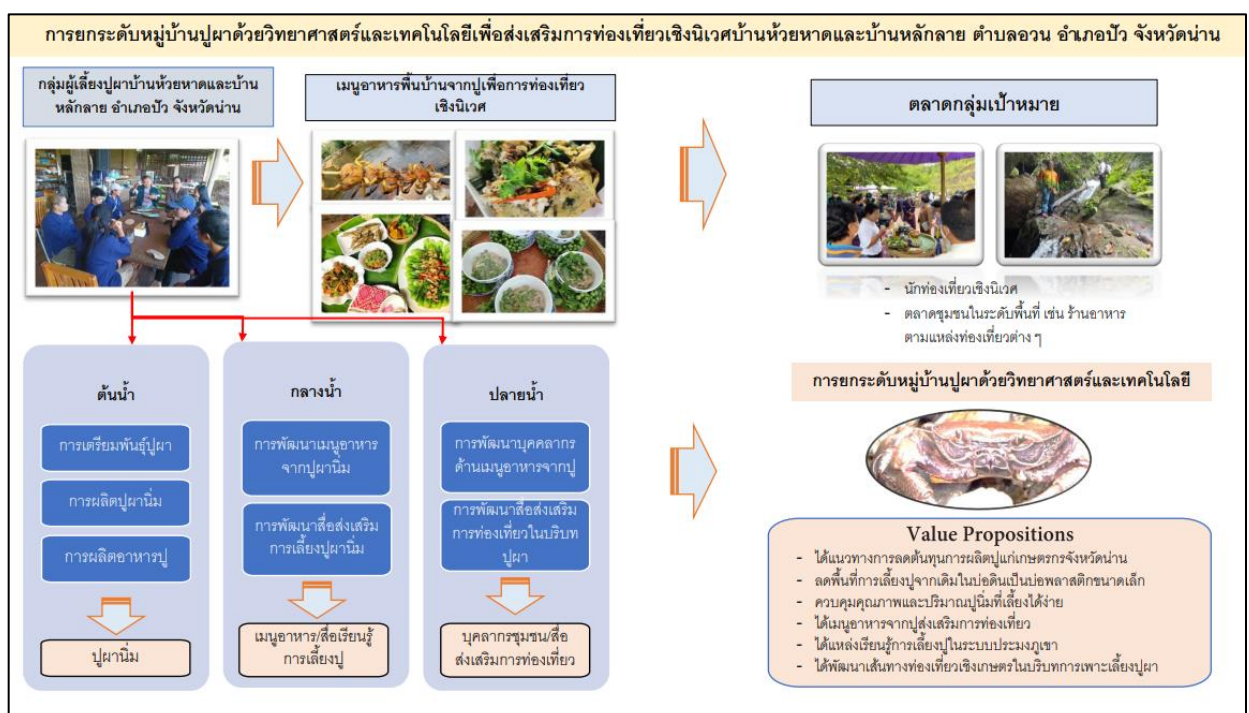 การยกระดับหมู่บ้านปูผาด้วยวิทยาศาสตร์และเทคโนโลยีเพื่อส่งเสริมการท่องเที่ยวเชิงนิเวศบ้านห้วยหาดและบ้านหลักลาย ตำบลอวน อำเภอปัว จังหวัดน่าน
กลุ่มผู้เลี้ยงปูผาบ้านห้วยหาดและบ้าน
หลักลาย อำเภอปัว จังหวัดน่าน
เมนูอาหารพื้นบ้านจากปูเพื่อการท่องเที่ยว
เชิงนิเวศ
ตลาดกลุ่มเป้าหมาย
- นักท่องเที่ยวเชิงนิเวศ
- ตลาดชุมชนในระดับพื้นที่ เช่น ร้านอาหาร
ตามแหล่งท่องเที่ยวต่าง ๆ
ต้นน้ำ
การเตรียมพันธุ์ปูผา
การผลิตปูผานิ่ม
การผลิตอาหารปู
ปูผานิ่ม
กลางน้ำ
การพัฒนาเมนูอาหาร
จากปูผานิ่ม
การพัฒนาสื่อส่งเสริม
การเลี้ยงปูผานิ่ม
เมนูอาหาร/สื่อเรียนรู้
การเลี้ยงปู
ปลายน้ำ
การพัฒนาบุคคลากร
ด้านเมนูอาหารจากปู
การพัฒนาสื่อส่งเสริม
การท่องเที่ยวในบริบท
ปูผา
บุคลากรชุมชน/สื่อ
ส่งเสริมการท่องเที่ยว
การยกระดับหมู่บ้านปูผาด้วยวิทยาศาสตร์และเทคโนโลยี
Value Propositions
- ได้แนวทางการลดต้นทุนการผลิตปูแก่เกษตรกรจังหวัดน่าน
- ลดพื้นที่การเลี้ยงปูจากเดิมในบ่อดินเป็นบ่อพลาสติกขนาดเล็ก
- ควบคุมคุณภาพและปริมาณปูนิ่มที่เลี้ยงได้ง่าย
- ได้เมนูอาหารจากปูส่งเสริมการท่องเที่ยว
- ได้แหล่งเรียนรู้การเลี้ยงปูในระบบประมงภูเขา
- ได้พัฒนาเส้นทางท่องเที่ยวเชิงเกษตรในบริบทการเพาะเลี้ยงปูผา